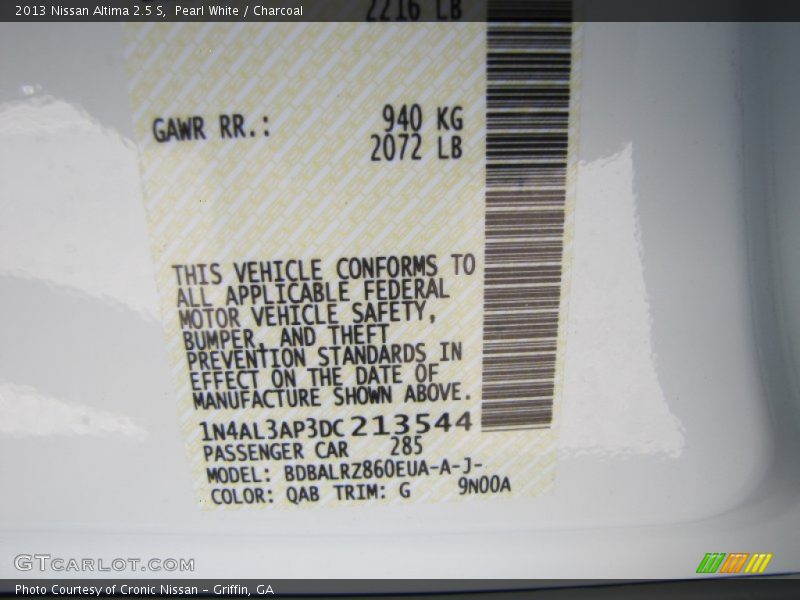 2013 Nissan Altima 2.5 S, Pearl White / Charcoal
2216 LB
GAWR RR.: 940 KG
2072 LB
THIS VEHICLE CONFORMS TO
ALL APPLICABLE FEDERAL
MOTOR VEHICLE SAFETY,
BUMPER, AND THEFT
PREVENTION STANDARDS IN
EFFECT ON THE DATE OF
MANUFACTURE SHOWN ABOVE.
1N4AL3AP3DC213544
PASSENGER CAR 285
MODEL: BDBALRZ860EUA-A-J-
COLOR: QAB TRIM: G 9N00A
GTCARLOT.COM
Photo Courtesy of Cronic Nissan - Griffin, GA